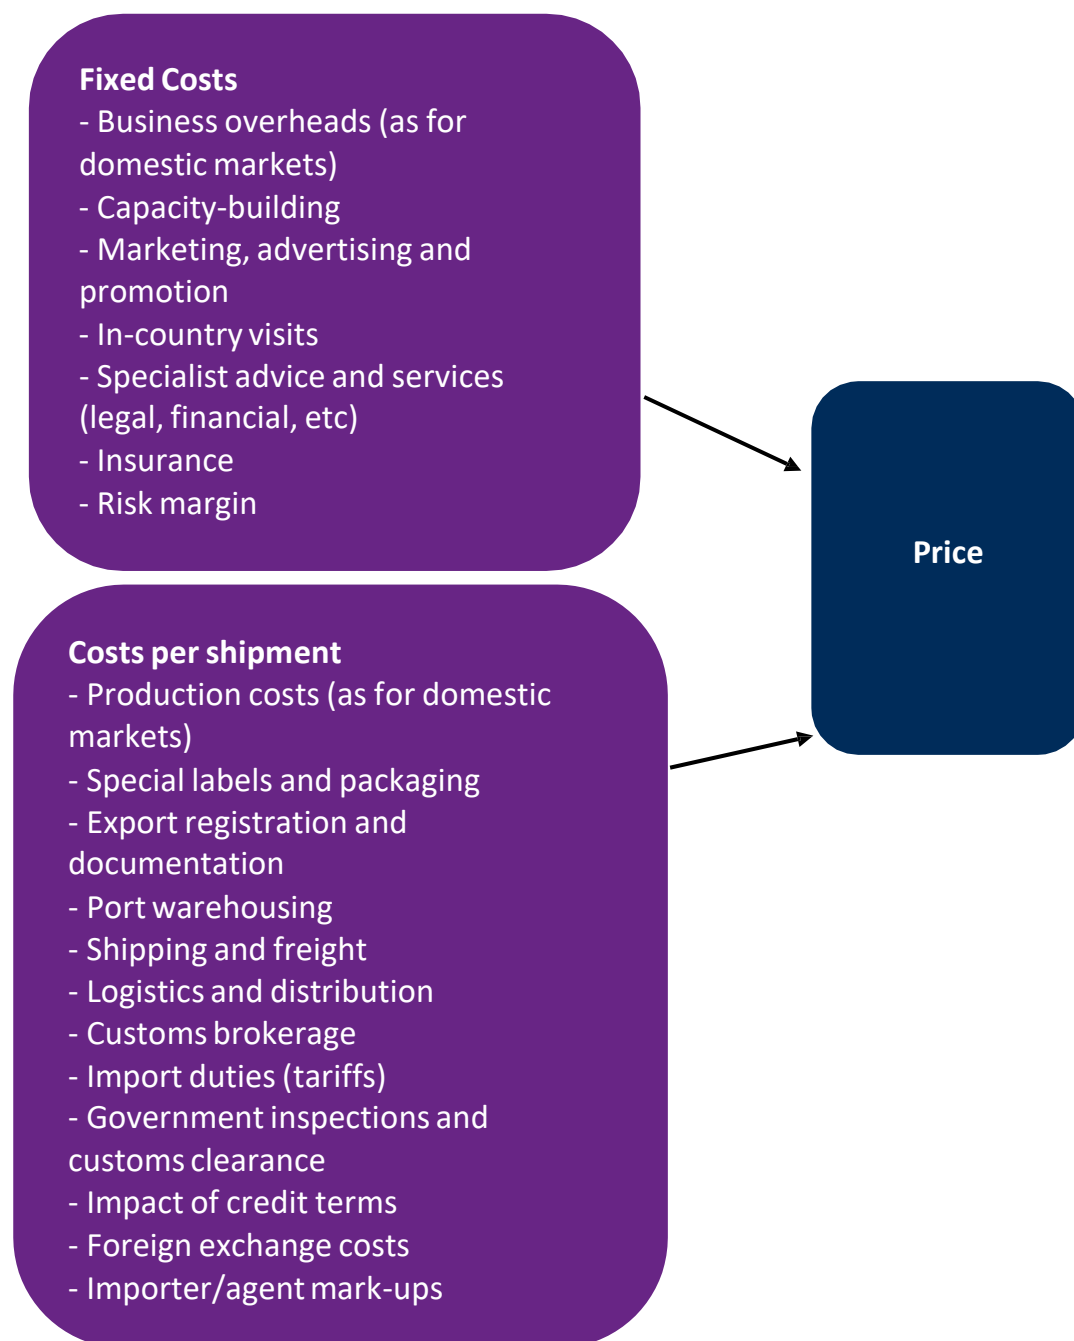 Fixed Costs
- Business overheads (as for
domestic markets)
- Capacity-building
- Marketing, advertising and
promotion
- In-country visits
- Specialist advice and services
(legal, financial, etc)
- Insurance
- Risk margin
Price
Costs per shipment
- Production costs (as for domestic
markets)
- Special labels and packaging
- Export registration and
documentation
- Port warehousing
- Shipping and freight
- Logistics and distribution
- Customs brokerage
- Import duties (tariffs)
- Government inspections and
customs clearance
- Impact of credit terms
- Foreign exchange costs
- Importer/agent mark-ups